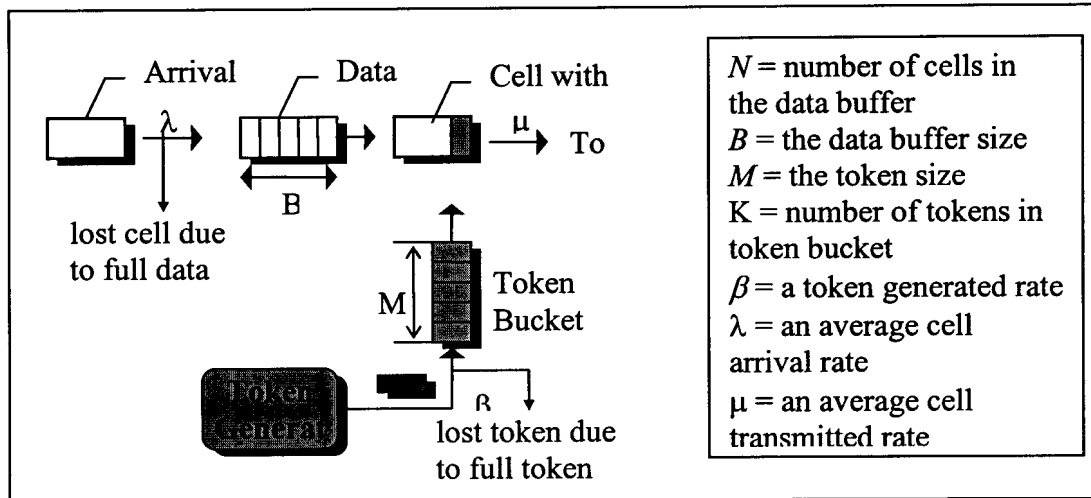 Arrival
Data
Cell with
λ
μ
To
B
lost cell due
to full data
M
Token
Bucket
Token
Generat
β
lost token due
to full token
N = number of cells in
the data buffer
B = the data buffer size
M = the token size
K = number of tokens in
token bucket
β = a token generated rate
λ = an average cell
arrival rate
μ = an average cell
transmitted rate